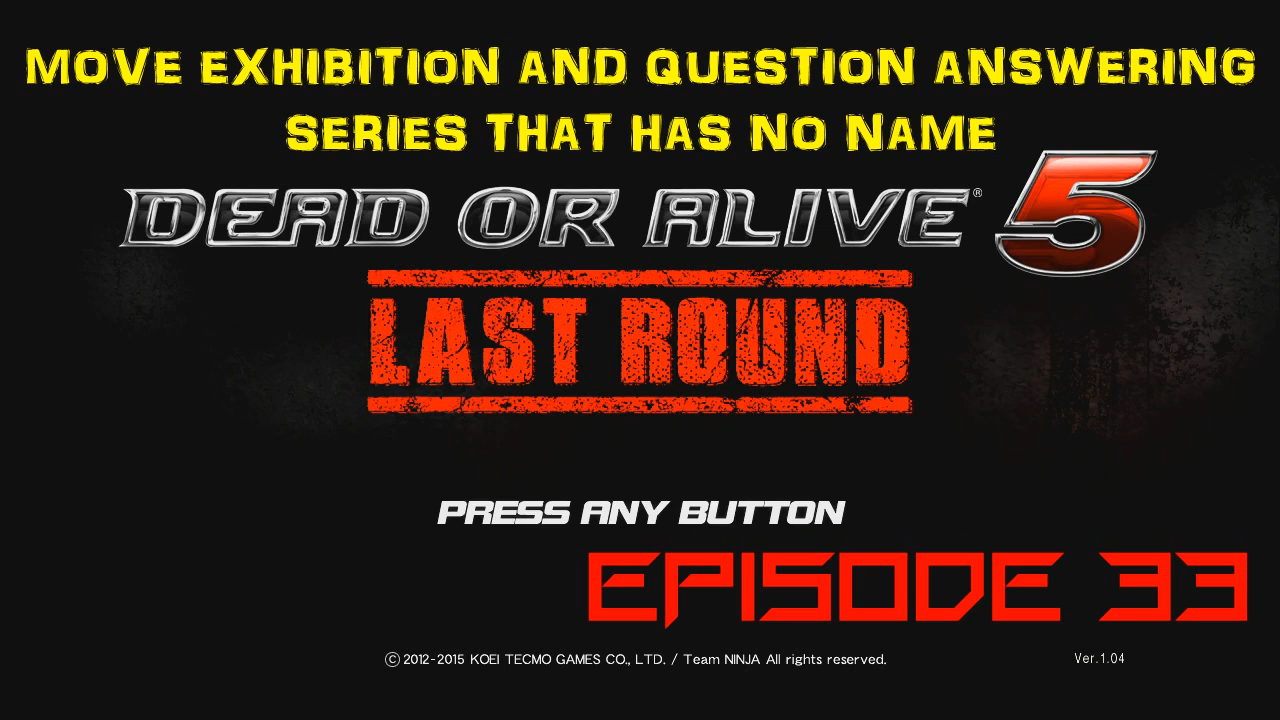 MOVE EXHIBITION AND QUESTION ANSWERING
SERIES THAT HAS NO NAME
DEAD OR ALIVE® 5
LAST ROUND
PRESS ANY BUTTON
EPISODE 33
© 2012-2015 KOEI TECMO GAMES CO., LTD. / Team NINJA All rights reserved.
Ver.1.04